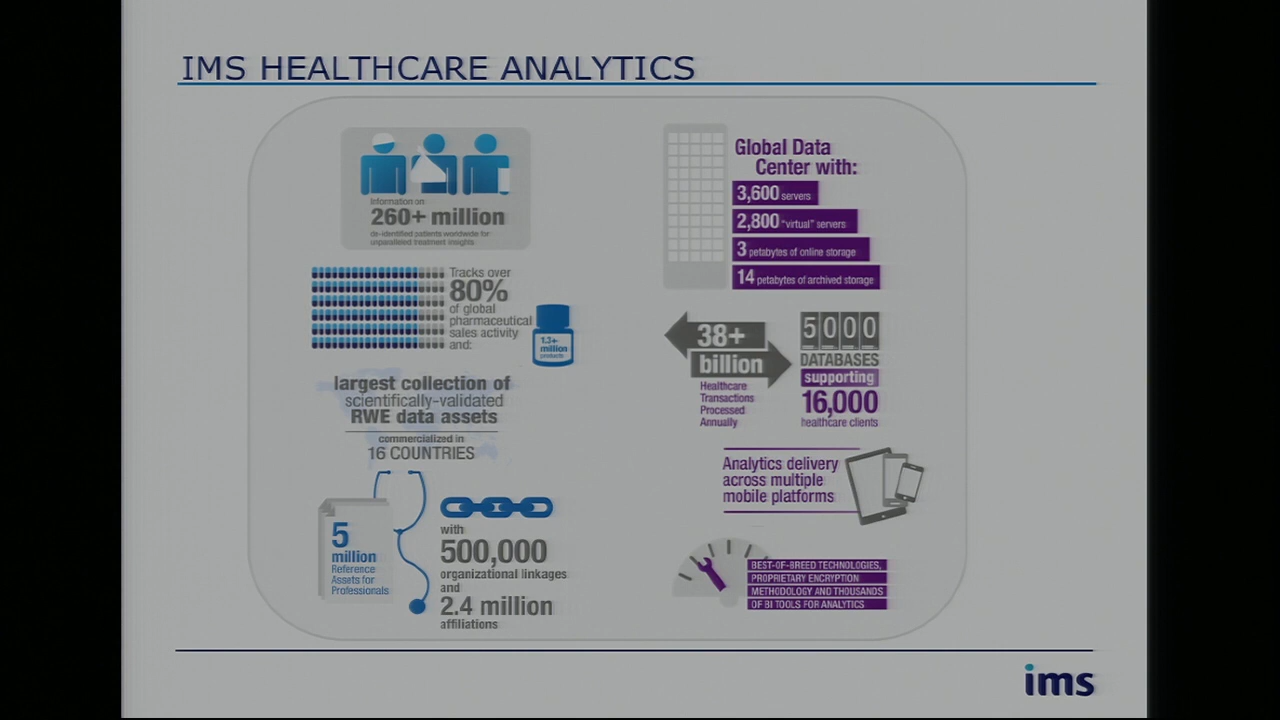 IMS HEALTHCARE ANALYTICS
Information on:
260+ million
de-identified patients worldwide for
unparalleled treatment insights
Tracks over
80%
of global
pharmaceutical
sales activity
and:
1.3+
million
products
largest collection of
scientifically-validated
RWE data assets
commercialized in
16 COUNTRIES
5
million
Reference
Assets for
Professionals
with
500,000
organizational linkages
and
2.4 million
affiliations
Global Data
Center with:
3,600 servers
2,800 "virtual" servers
3 petabytes of online storage
14 petabytes of archived storage
38+
billion
Healthcare
Transactions
Processed
Annually
5000
DATABASES
supporting
16,000
healthcare clients
Analytics delivery
across multiple
mobile platforms
BEST-OF-BREED TECHNOLOGIES,
PROPRIETARY ENCRYPTION
METHODOLOGY AND THOUSANDS
OF BI TOOLS FOR ANALYTICS
ims